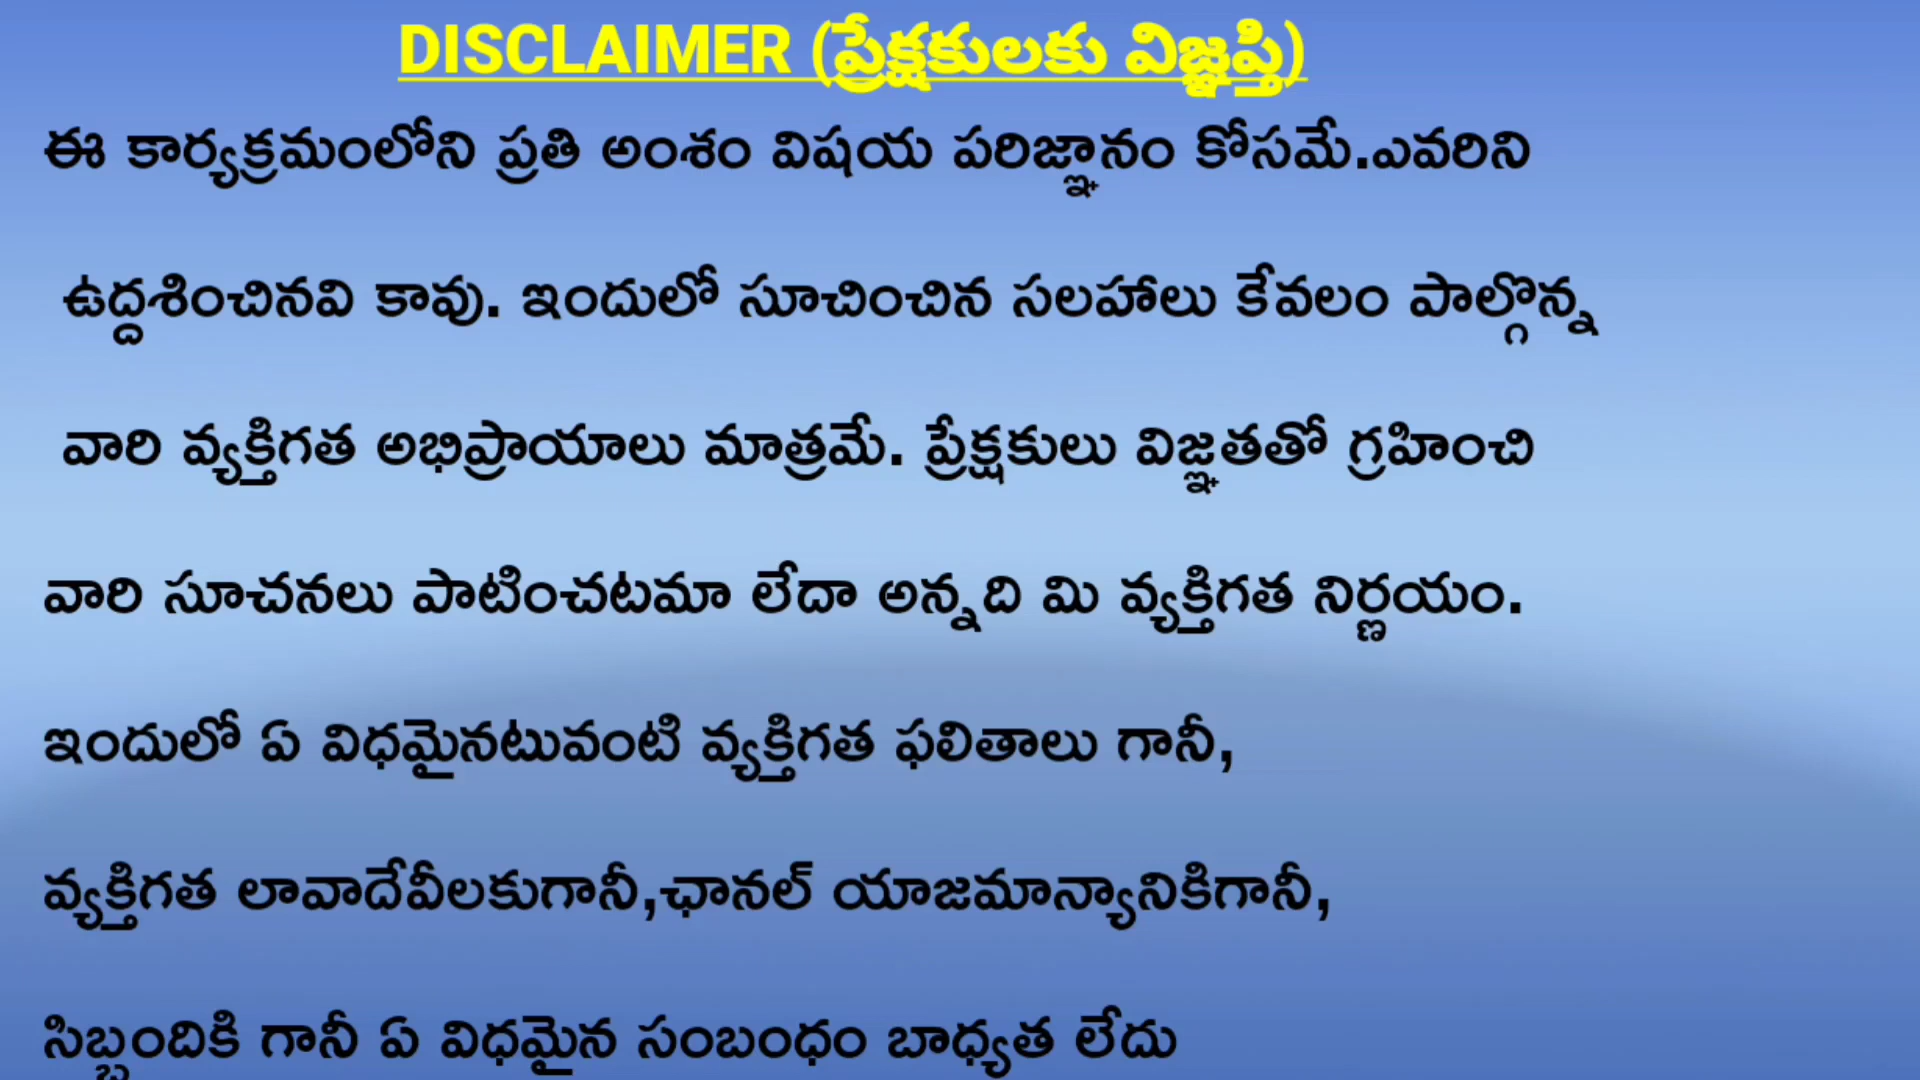 DISCLAIMER (ప్రేక్షకులకు విజ్ఞప్తి)
ఈ కార్యక్రమంలోని ప్రతి అంశం విషయ పరిజ్ఞానం కోసమే.ఎవరిని
ఉద్దశించినవి కావు. ఇందులో సూచించిన సలహాలు కేవలం పాల్గొన్న
వారి వ్యక్తిగత అభిప్రాయాలు మాత్రమే. ప్రేక్షకులు విజ్ఞతతో గ్రహించి
వారి సూచనలు పాటించటమా లేదా అన్నది మి వ్యక్తిగత నిర్ణయం.
ఇందులో ఏ విధమైనటువంటి వ్యక్తిగత ఫలితాలు గానీ,
వ్యక్తిగత లావాదేవీలకుగానీ,ఛానల్ యాజమాన్యానికిగానీ,
సిబ్బందికి గానీ ఏ విధమైన సంబంధం బాధ్యత లేదు